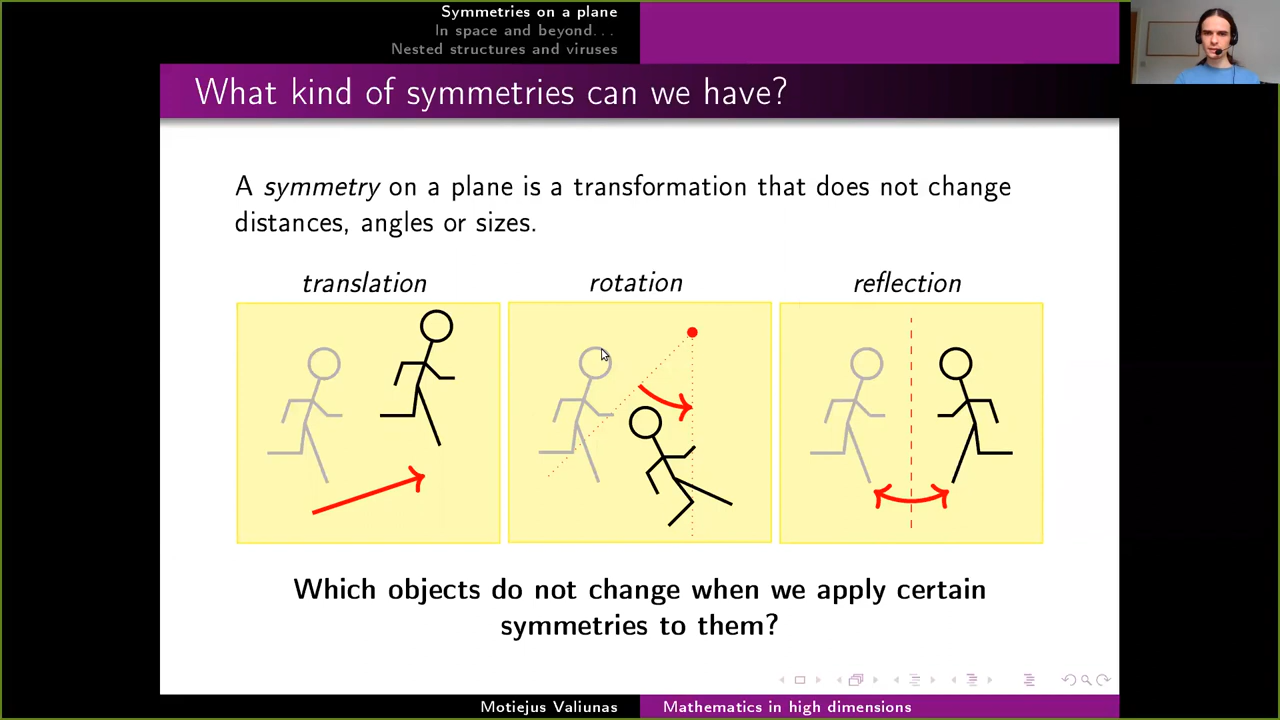 Symmetries on a plane
In space and beyond...
Nested structures and viruses
What kind of symmetries can we have?
A symmetry on a plane is a transformation that does not change
distances, angles or sizes.
translation
rotation
reflection
Which objects do not change when we apply certain
symmetries to them?
Motiejus Valiunas
Mathematics in high dimensions